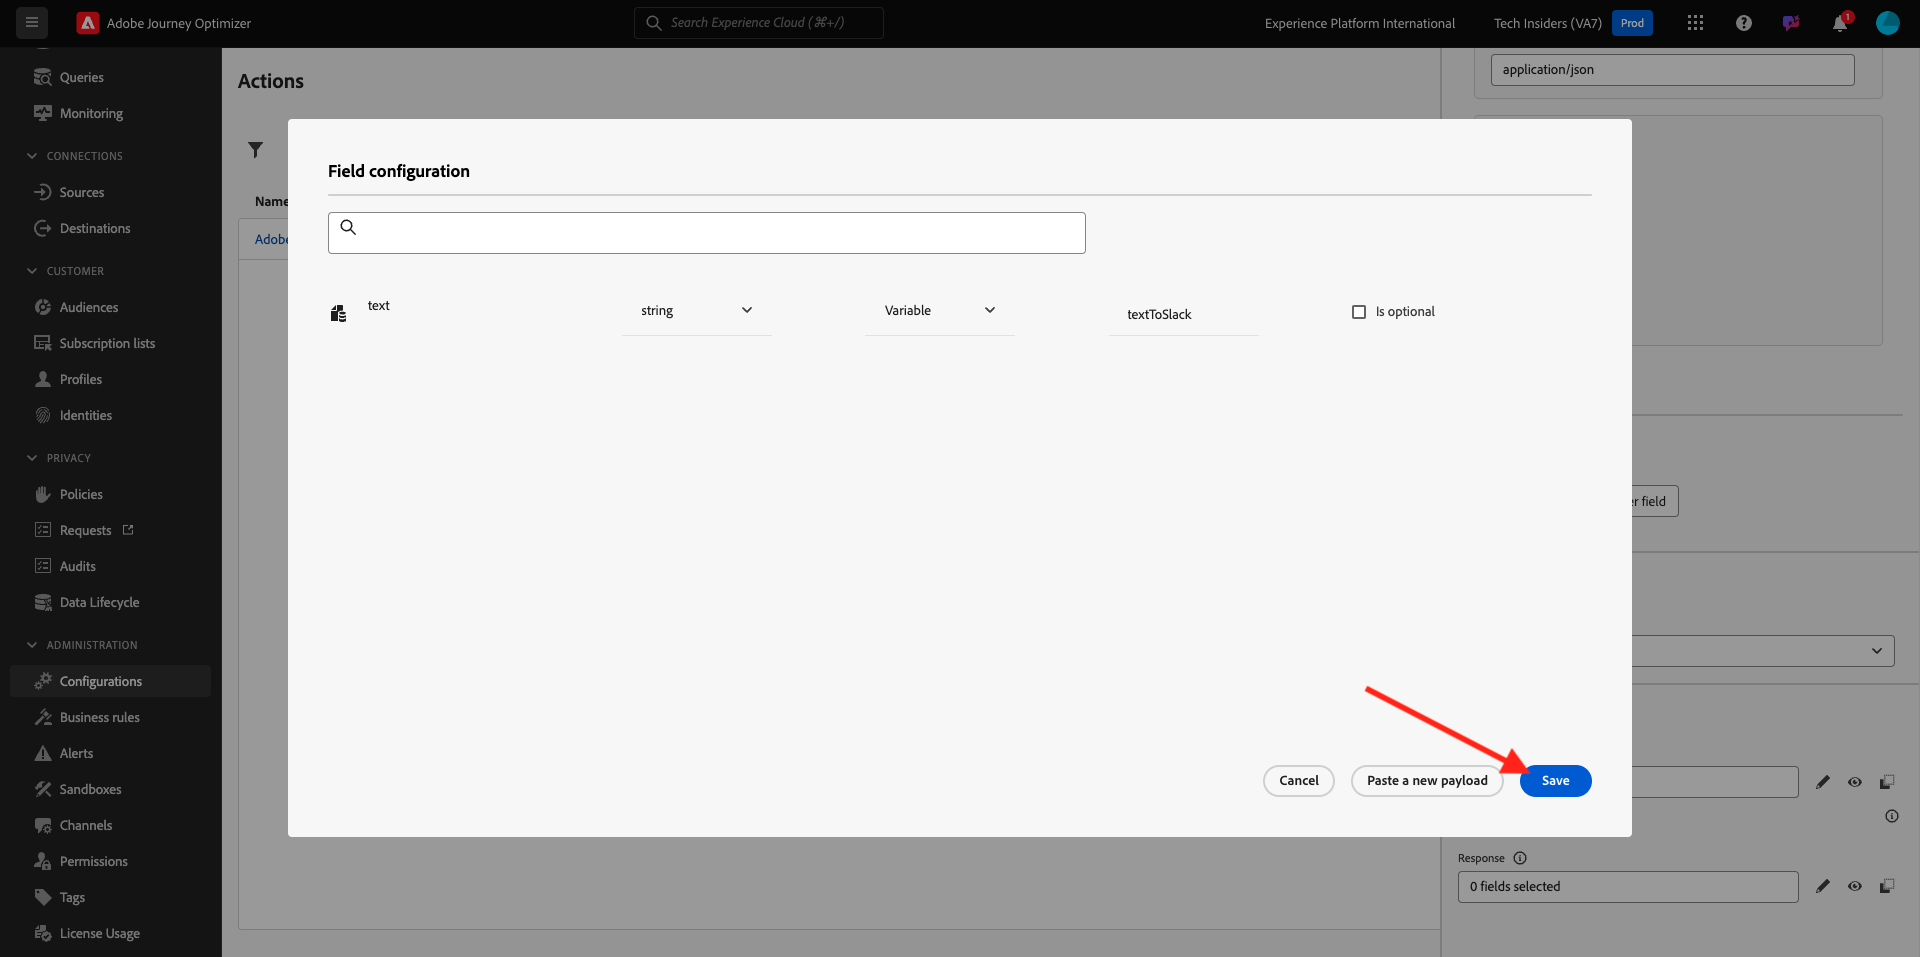 Adobe Journey Optimizer
Search Experience Cloud (⌘+/)
Experience Platform International
Tech Insiders (VA7)
Prod
1
Queries
Monitoring
CONNECTIONS
Sources
Destinations
CUSTOMER
Audiences
Subscription lists
Profiles
Identities
PRIVACY
Policies
Requests
Audits
Data Lifecycle
ADMINISTRATION
Configurations
Business rules
Alerts
Sandboxes
Channels
Permissions
Tags
License Usage
Actions
Name
Adobe
application/json
Field configuration
text
string
Variable
textToSlack
Is optional
er field
Cancel
Paste a new payload
Save
Response
0 fields selected